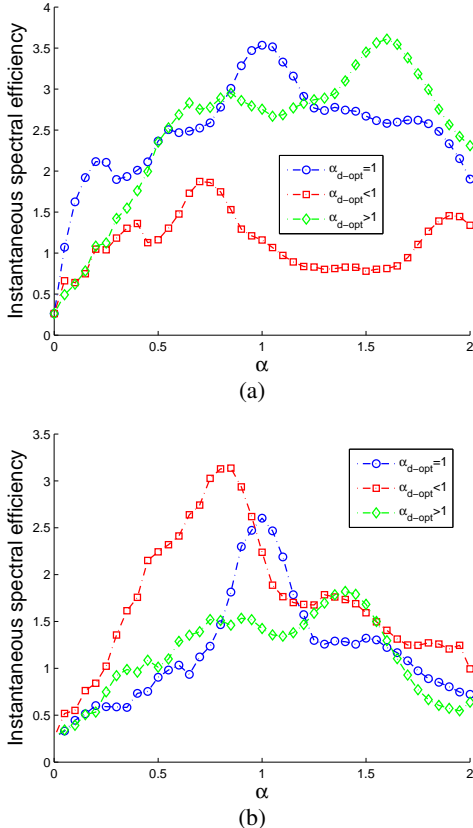 4
3.5
3
2.5
2
1.5
1
0.5
0
0 0.5 1 1.5 2
Instantaneous spectral efficiency
α
α_d-opt=1
α_d-opt<1
α_d-opt>1
(a)
3.5
3
2.5
2
1.5
1
0.5
0
0 0.5 1 1.5 2
Instantaneous spectral efficiency
α
α_d-opt=1
α_d-opt<1
α_d-opt>1
(b)